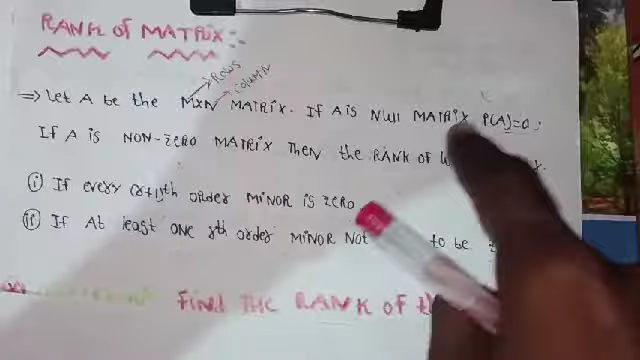 RANK of MATRIX:-
Rows
column
⇒ Let A be the MXN MATRIX. If A is Null MATRIX P(A)=0;
If A is NON-ZERO MATRIX Then the RANK of
(i) If every (r+1)th order MINOR is zero
(ii) If At least ONE rth order MINOR Not to be
FIND THE RANK OF